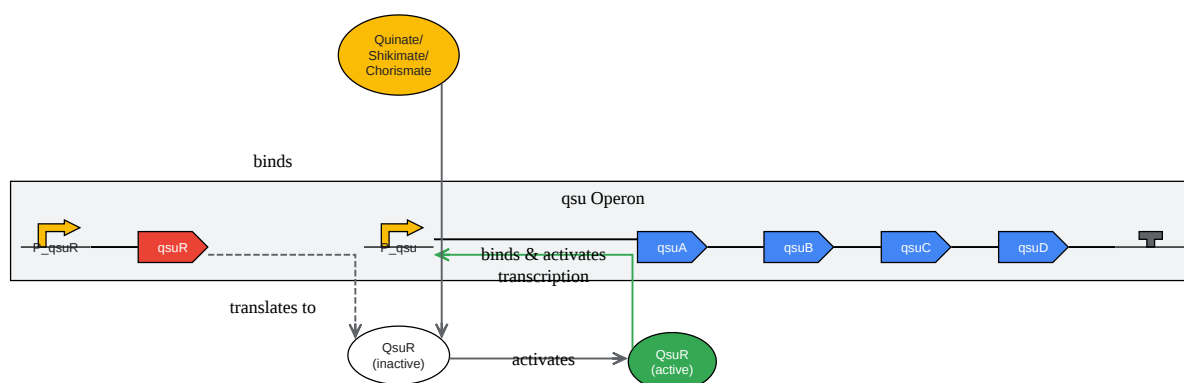 Quinate/
Shikimate/
Chorismate
binds
qsu Operon
P_qsuR
qsuR
P_qsu
qsuA
qsuB
qsuC
qsuD
binds & activates
transcription
translates to
QsuR
(inactive)
activates
QsuR
(active)